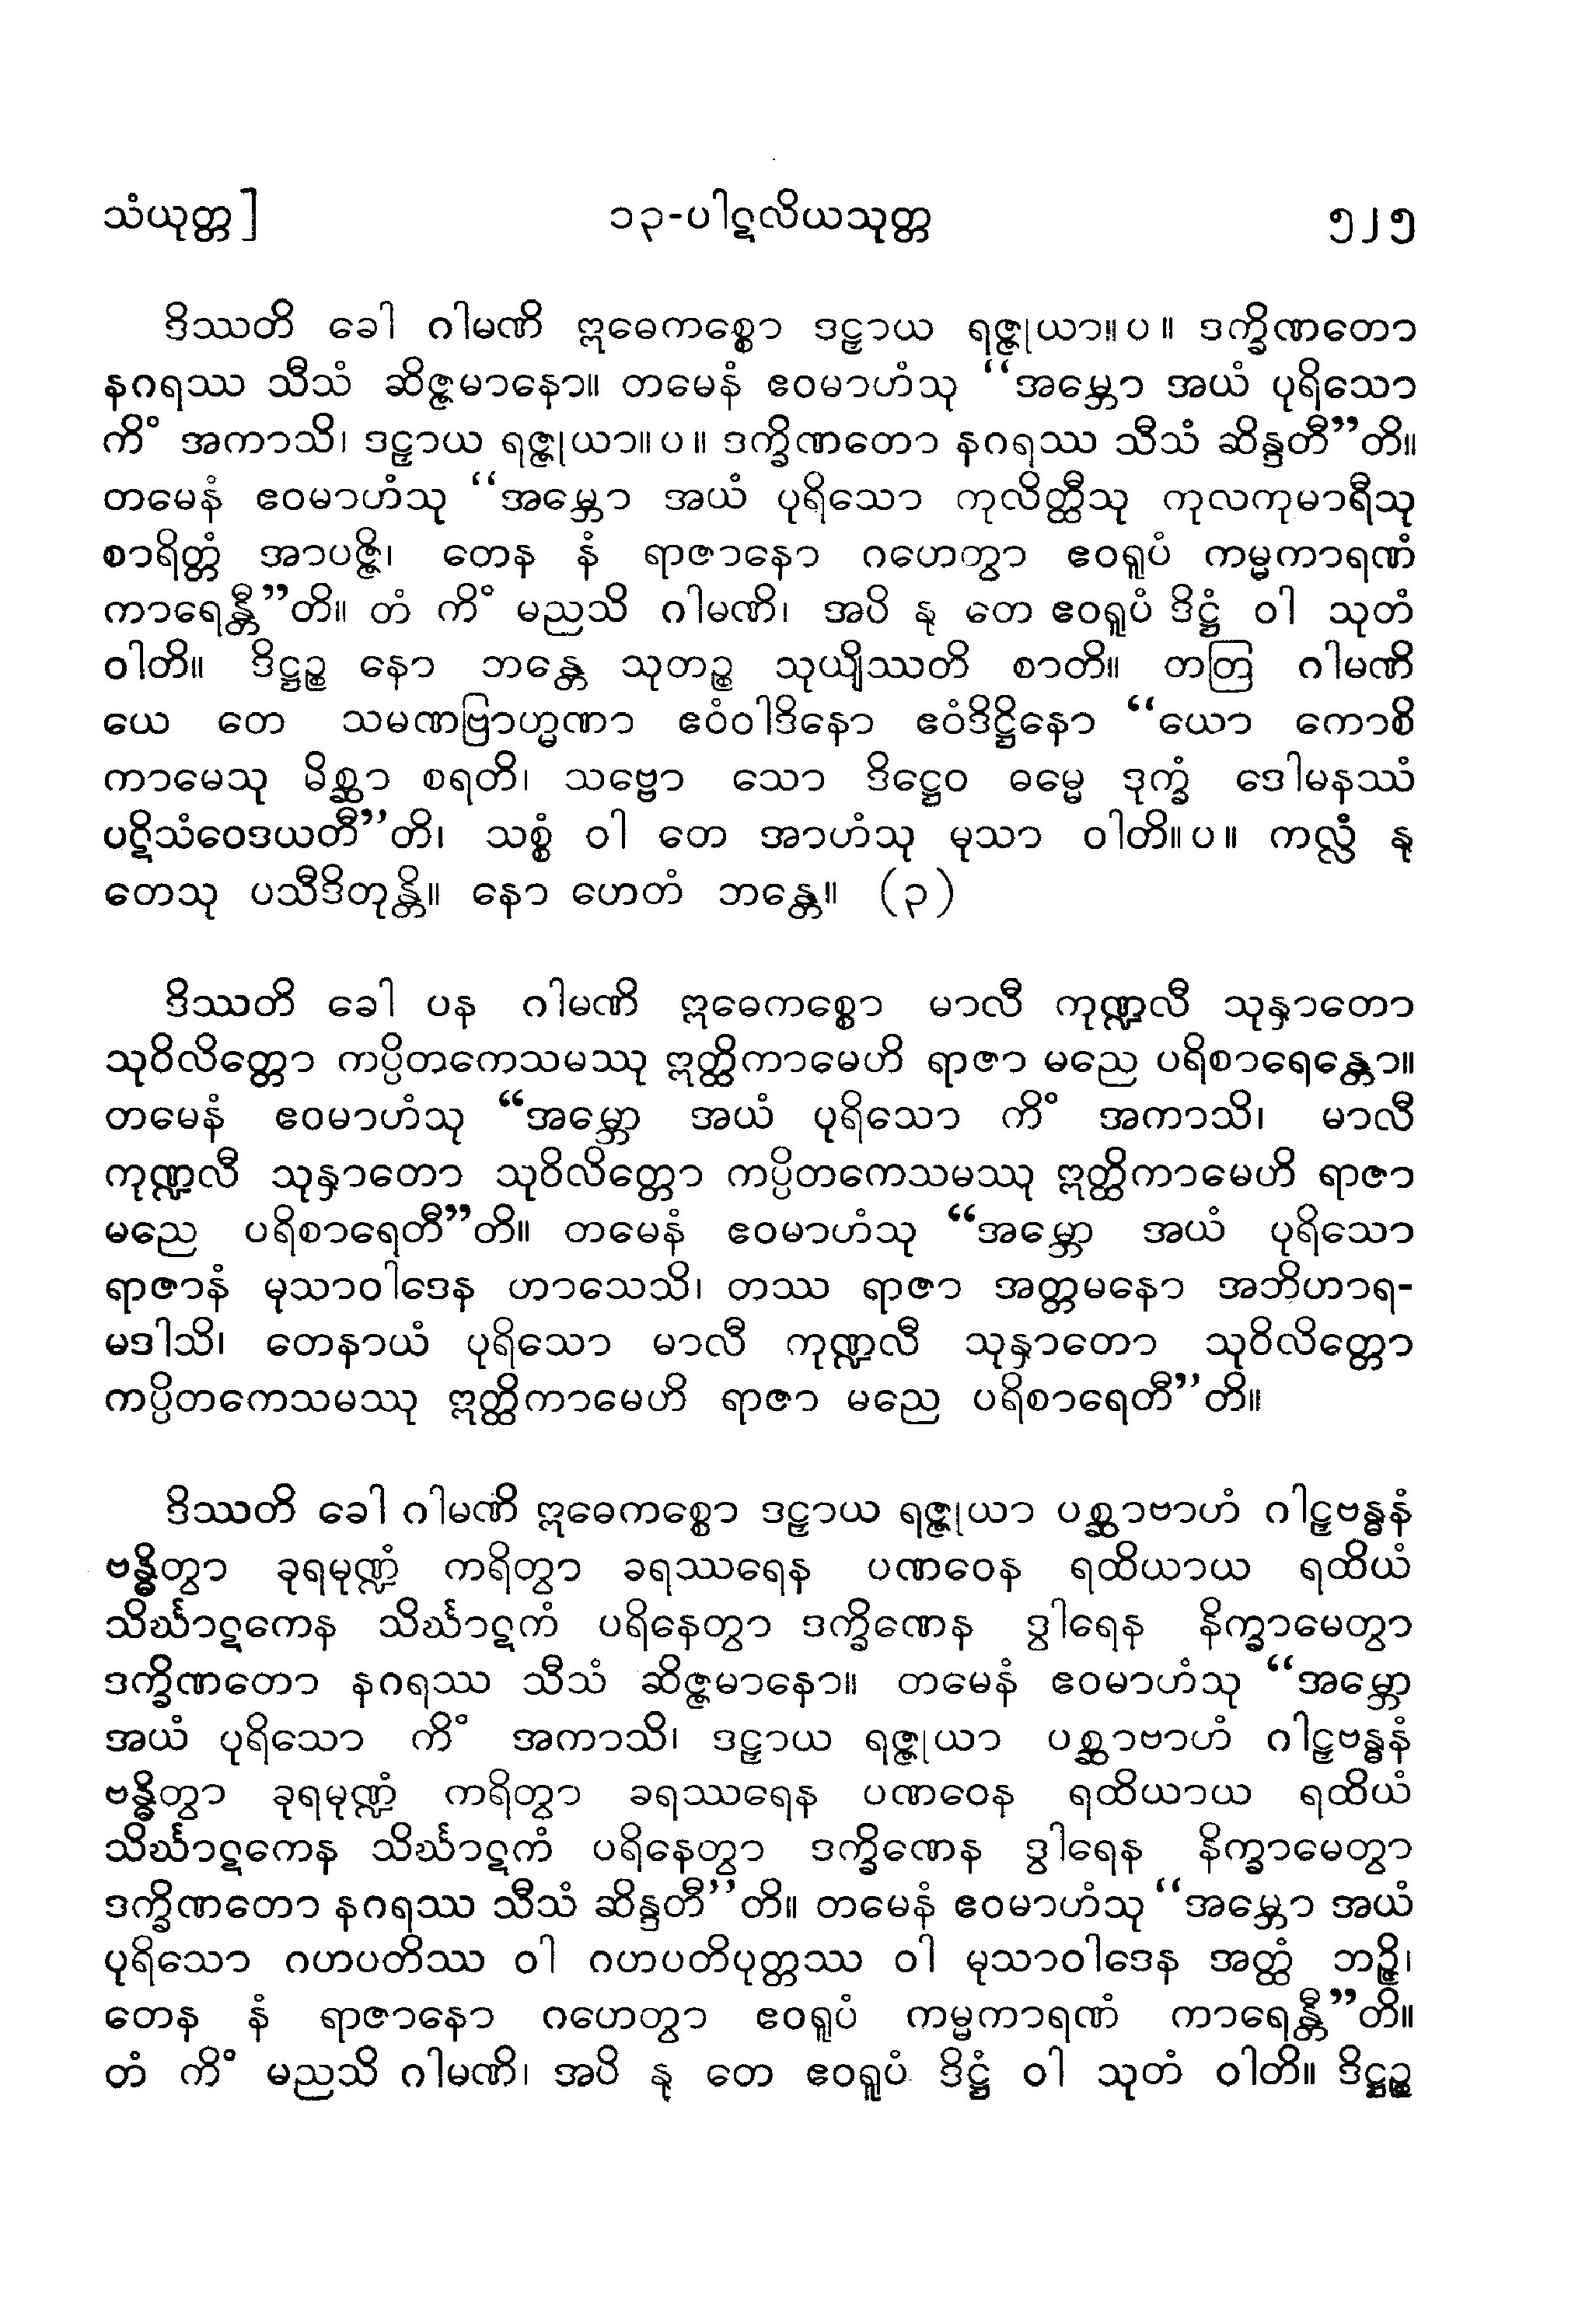 သံယုတ္တ]	၁၃-ပါဋလိယသုတ္တ	၅၂၅
ဒိဿတိ ခေါ ဂါမဏိ ဣဓေကစ္စော ဒဠှာယ ရဇ္ဇုယာ။ပ။ ဒက္ခိဏတော
နဂရဿ သီသံ ဆိဇ္ဇမာနော။ တမေနံ ဧဝမာဟံသု “အမ္ဘော အယံ ပုရိသော
ကိံ အကာသိ၊ ဒဠှာယ ရဇ္ဇုယာ။ပ။ ဒက္ခိဏတော နဂရဿ သီသံ ဆိန္ဒတီ”တိ။
တမေနံ ဧဝမာဟံသု “အမ္ဘော အယံ ပုရိသော ကုလိတ္ထီသု ကုလကုမာရီသု
စာရိတ္တံ အာပဇ္ဇိ၊ တေန နံ ရာဇာနော ဂဟေတွာ ဧဝရူပံ ကမ္မကာရဏံ
ကာရေန္တီ”တိ။ တံ ကိံ မညသိ ဂါမဏိ၊ အပိ နု တေ ဧဝရူပံ ဒိဋ္ဌံ ဝါ သုတံ
ဝါတိ။ ဒိဋ္ဌဉ္စ နော ဘန္တေ သုတဉ္စ သုယျိဿတိ စာတိ။ တတြ ဂါမဏိ
ယေ တေ သမဏဗြာဟ္မဏာ ဧဝံဝါဒိနော ဧဝံဒိဋ္ဌိနော “ယော ကောစိ
ကာမေသု မိစ္ဆာ စရတိ၊ သဗ္ဗော သော ဒိဋ္ဌေဝ ဓမ္မေ ဒုက္ခံ ဒေါမနဿံ
ပဋိသံဝေဒယတီ”တိ၊ သစ္စံ ဝါ တေ အာဟံသု မုသာ ဝါတိ။ပ။ ကလ္လံ နု
တေသု ပသီဒိတုန္တိ။ နော ဟေတံ ဘန္တေ။ (၃)
ဒိဿတိ ခေါ ပန ဂါမဏိ ဣဓေကစ္စော မာလီ ကုဏ္ဍလီ သုန္ဟာတော
သုဝိလိတ္တော ကပ္ပိတကေသမဿု ဣတ္ထိကာမေဟိ ရာဇာ မညေ ပရိစာရေန္တော။
တမေနံ ဧဝမာဟံသု “အမ္ဘော အယံ ပုရိသော ကိံ အကာသိ၊ မာလီ
ကုဏ္ဍလီ သုန္ဟာတော သုဝိလိတ္တော ကပ္ပိတကေသမဿု ဣတ္ထိကာမေဟိ ရာဇာ
မညေ ပရိစာရေတီ”တိ။ တမေနံ ဧဝမာဟံသု “အမ္ဘော အယံ ပုရိသော
ရာဇာနံ မုသာဝါဒေန ဟာသေသိ၊ တဿ ရာဇာ အတ္တမနော အဘိဟာရ-
မဒါသိ၊ တေနာယံ ပုရိသော မာလီ ကုဏ္ဍလီ သုန္ဟာတော သုဝိလိတ္တော
ကပ္ပိတကေသမဿု ဣတ္ထိကာမေဟိ ရာဇာ မညေ ပရိစာရေတီ”တိ။
ဒိဿတိ ခေါ ဂါမဏိ ဣဓေကစ္စော ဒဠှာယ ရဇ္ဇုယာ ပစ္ဆာဗာဟံ ဂါဠှဗန္ဓနံ
ဗန္ဓိတွာ ခုရမုဏ္ဍံ ကရိတွာ ခရဿရေန ပဏဝေန ရထိယာယ ရထိယံ
သိင်္ဃာဋကေန သိင်္ဃာဋကံ ပရိနေတွာ ဒက္ခိဏေန ဒွါရေန နိက္ခာမေတွာ
ဒက္ခိဏတော နဂရဿ သီသံ ဆိဇ္ဇမာနော။ တမေနံ ဧဝမာဟံသု “အမ္ဘော
အယံ ပုရိသော ကိံ အကာသိ၊ ဒဠှာယ ရဇ္ဇုယာ ပစ္ဆာဗာဟံ ဂါဠှဗန္ဓနံ
ဗန္ဓိတွာ ခုရမုဏ္ဍံ ကရိတွာ ခရဿရေန ပဏဝေန ရထိယာယ ရထိယံ
သိင်္ဃာဋကေန သိင်္ဃာဋကံ ပရိနေတွာ ဒက္ခိဏေန ဒွါရေန နိက္ခာမေတွာ
ဒက္ခိဏတော နဂရဿ သီသံ ဆိန္ဒတီ”တိ။ တမေနံ ဧဝမာဟံသု “အမ္ဘော အယံ
ပုရိသော ဂဟပတိဿ ဝါ ဂဟပတိပုတ္တဿ ဝါ မုသာဝါဒေန အတ္ထံ ဘဉ္ဇိ၊
တေန နံ ရာဇာနော ဂဟေတွာ ဧဝရူပံ ကမ္မကာရဏံ ကာရေန္တီ”တိ။
တံ ကိံ မညသိ ဂါမဏိ၊ အပိ နု တေ ဧဝရူပံ ဒိဋ္ဌံ ဝါ သုတံ ဝါတိ။ ဒိဋ္ဌဉ္စ